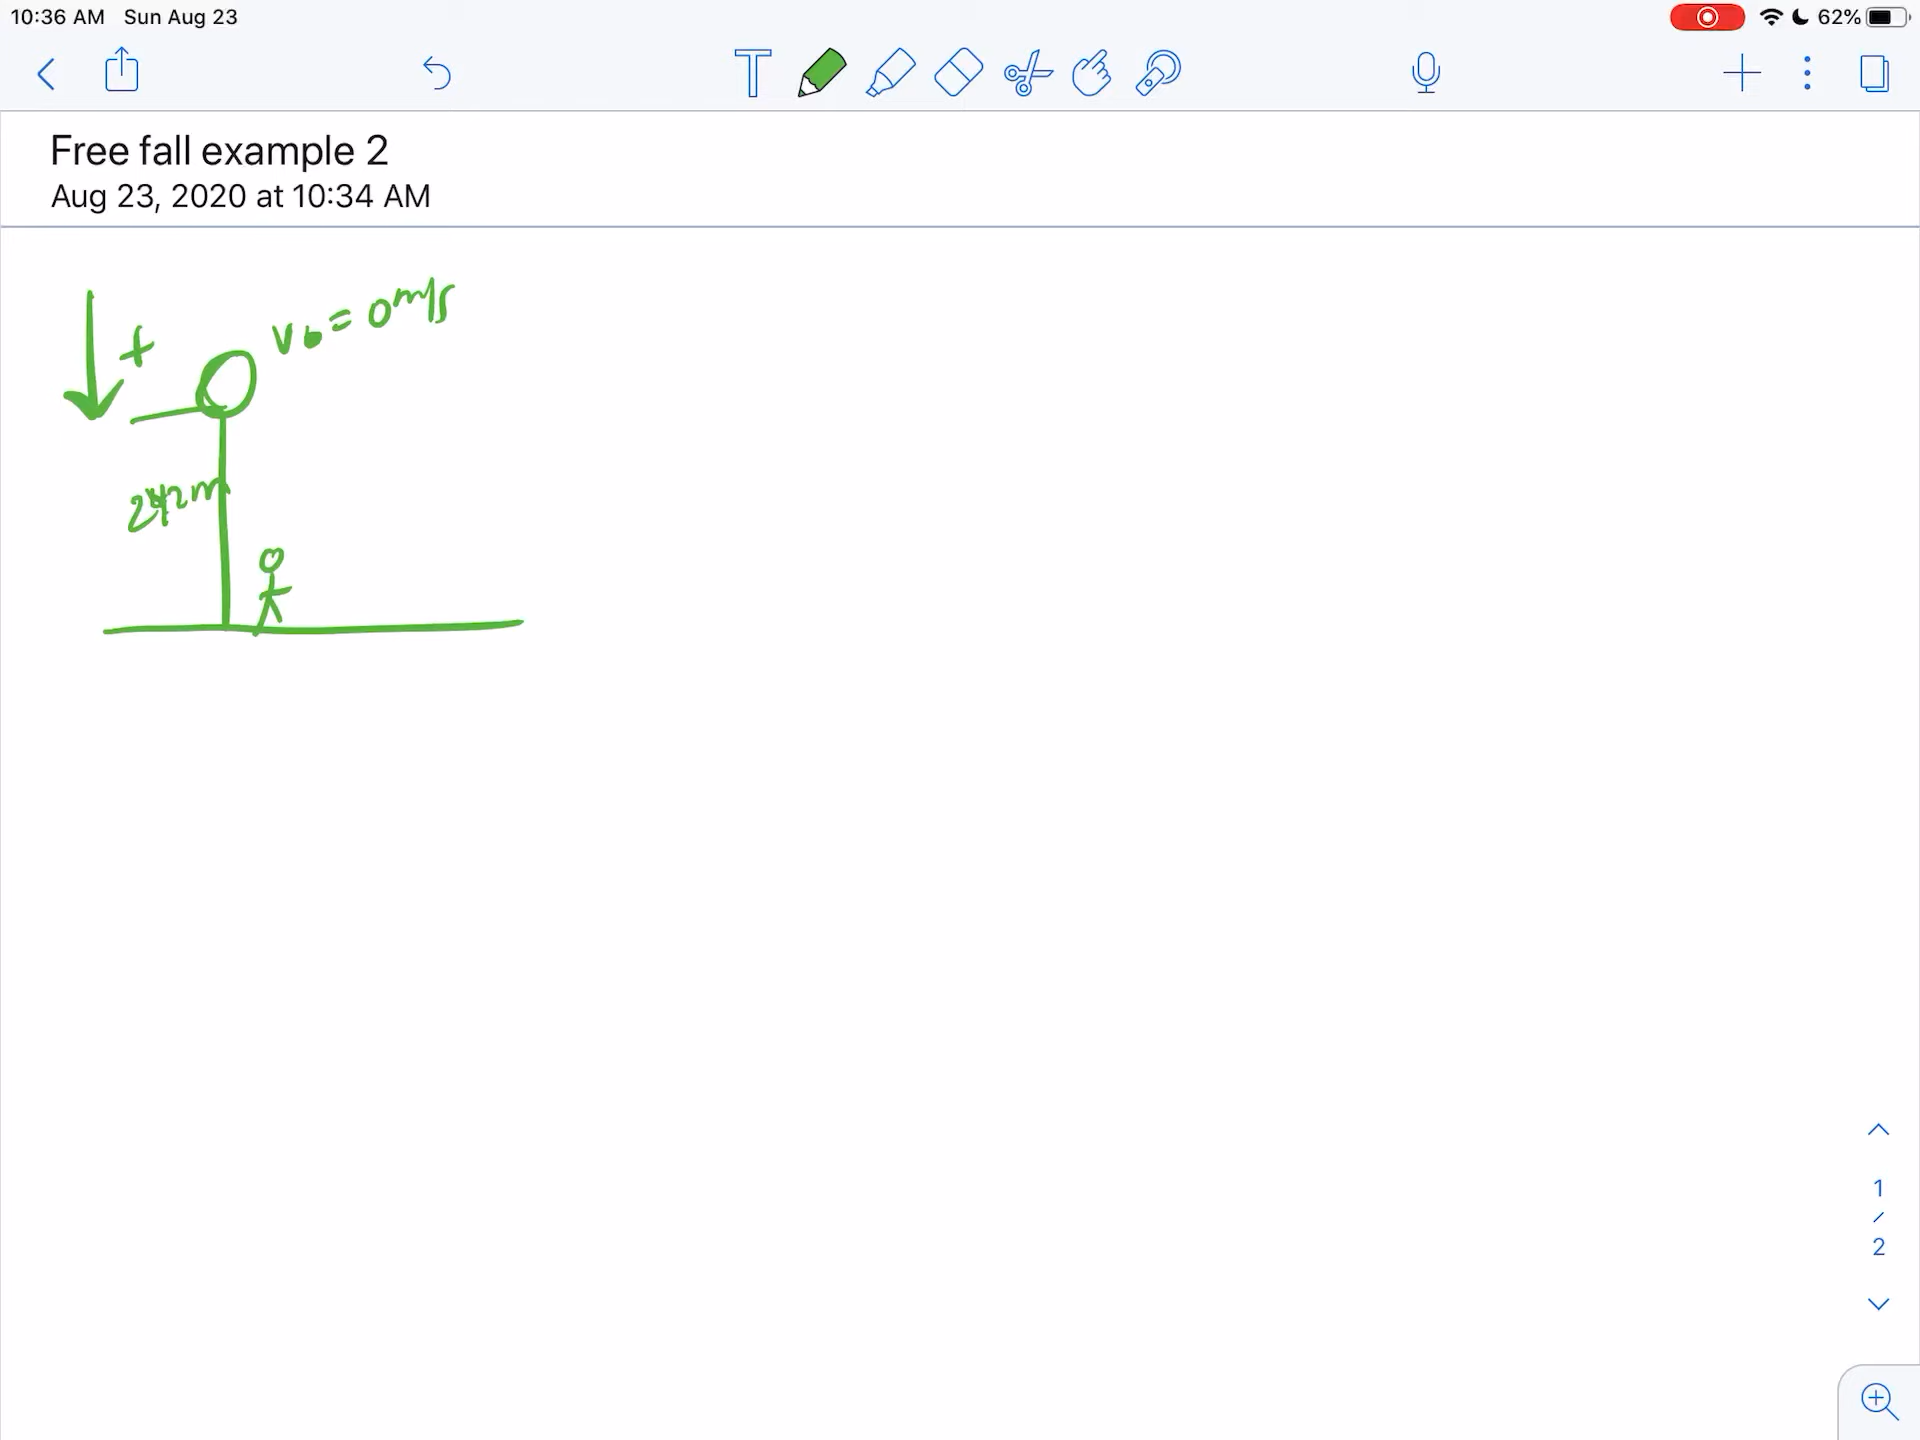 10:36 AM Sun Aug 23
62%
T
Free fall example 2
Aug 23, 2020 at 10:34 AM
+
v₀ = 0 m/s
242m
1
/
2